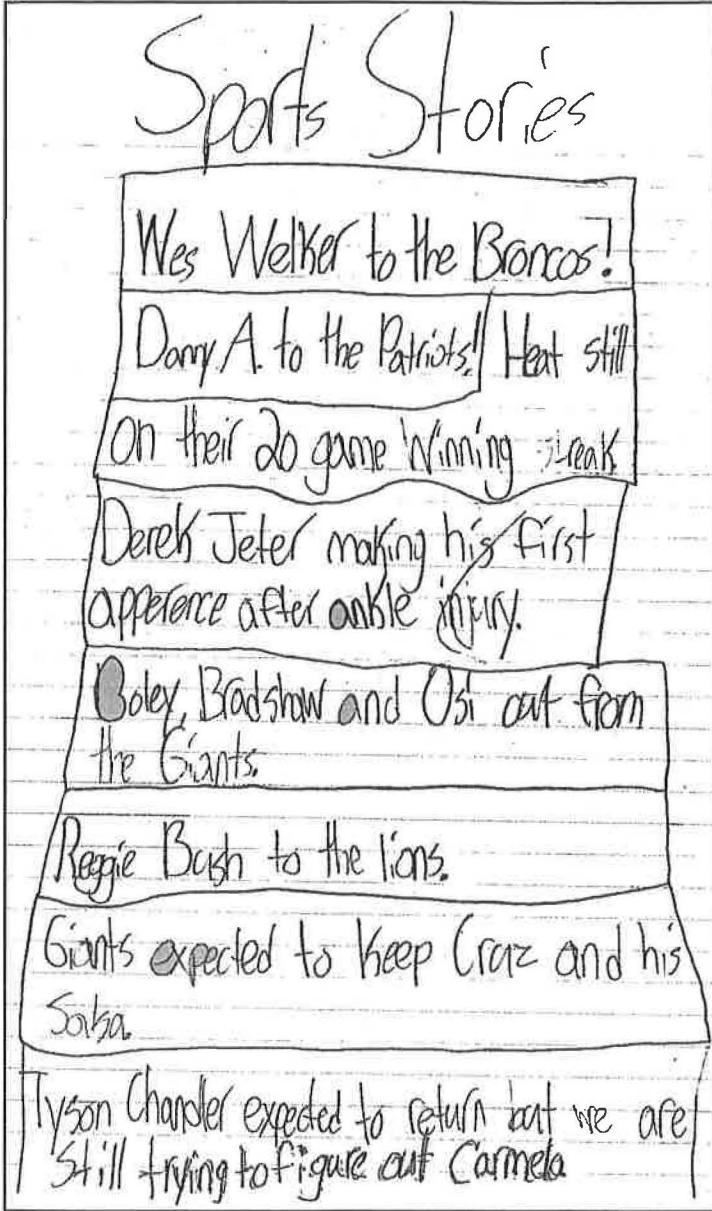 Sports Stories
Wes Welker to the Broncos!
Danny A. to the Patriots!! Heat still
on their 20 game Winning streak
Derek Jeter making his first
apperence after ankle injury.
Boley, Bradshaw and Osi out from
the Giants.
Reggie Bush to the lions.
Giants expected to Keep Cruz and his
Salsa.
Tyson Chandler expected to return but we are
Still trying to figure out Carmelo